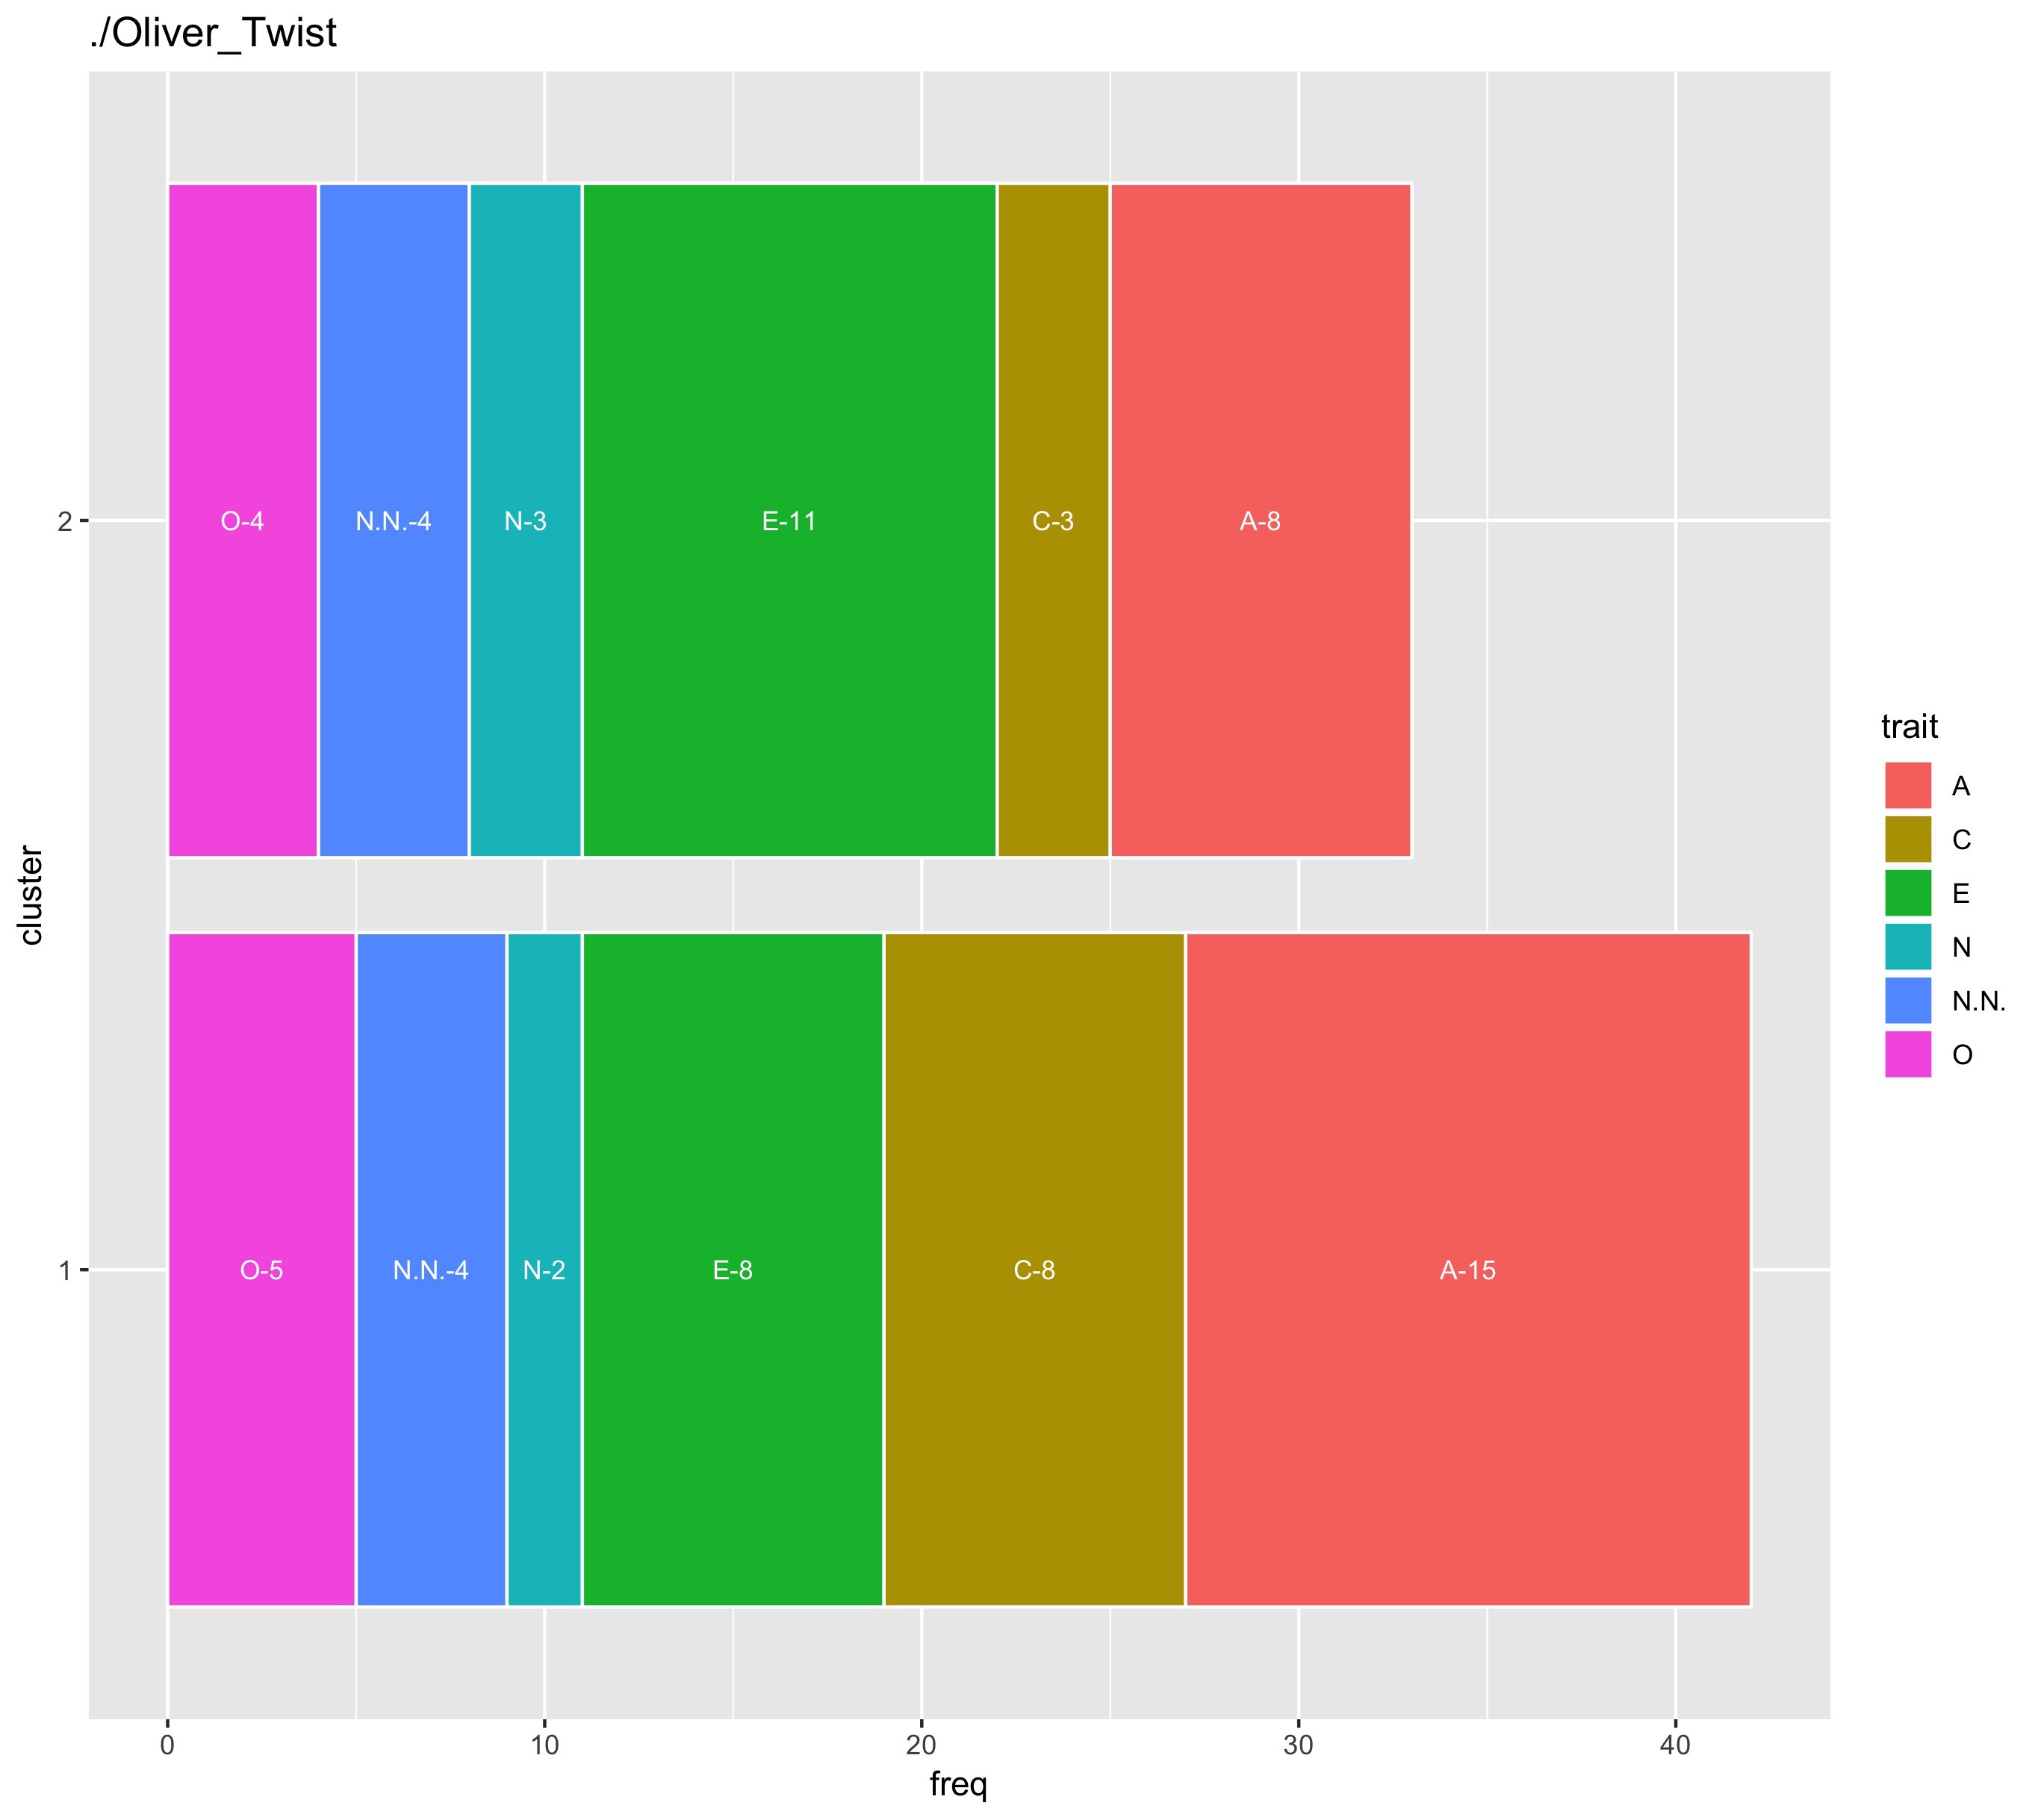 ./Oliver_Twist
cluster
2
O-4 N.N.-4 N-3 E-11 C-3 A-8
1
O-5 N.N.-4 N-2 E-8 C-8 A-15
0 10 20 30 40
freq
trait
A
C
E
N
N.N.
O